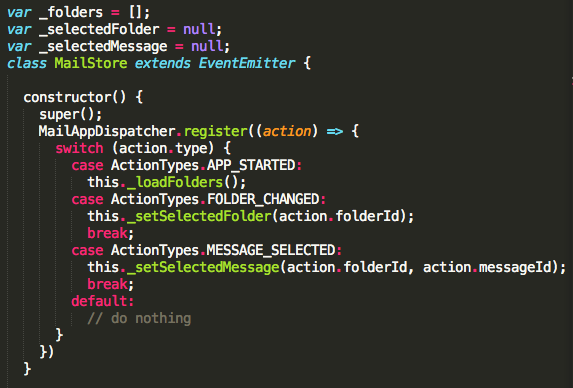 var _folders = [];
var _selectedFolder = null;
var _selectedMessage = null;
class MailStore extends EventEmitter {
constructor() {
super();
MailAppDispatcher.register((action) => {
switch (action.type) {
case ActionTypes.APP_STARTED:
this._loadFolders();
case ActionTypes.FOLDER_CHANGED:
this._setSelectedFolder(action.folderId);
break;
case ActionTypes.MESSAGE_SELECTED:
this._setSelectedMessage(action.folderId, action.messageId);
break;
default:
// do nothing
}
})
}